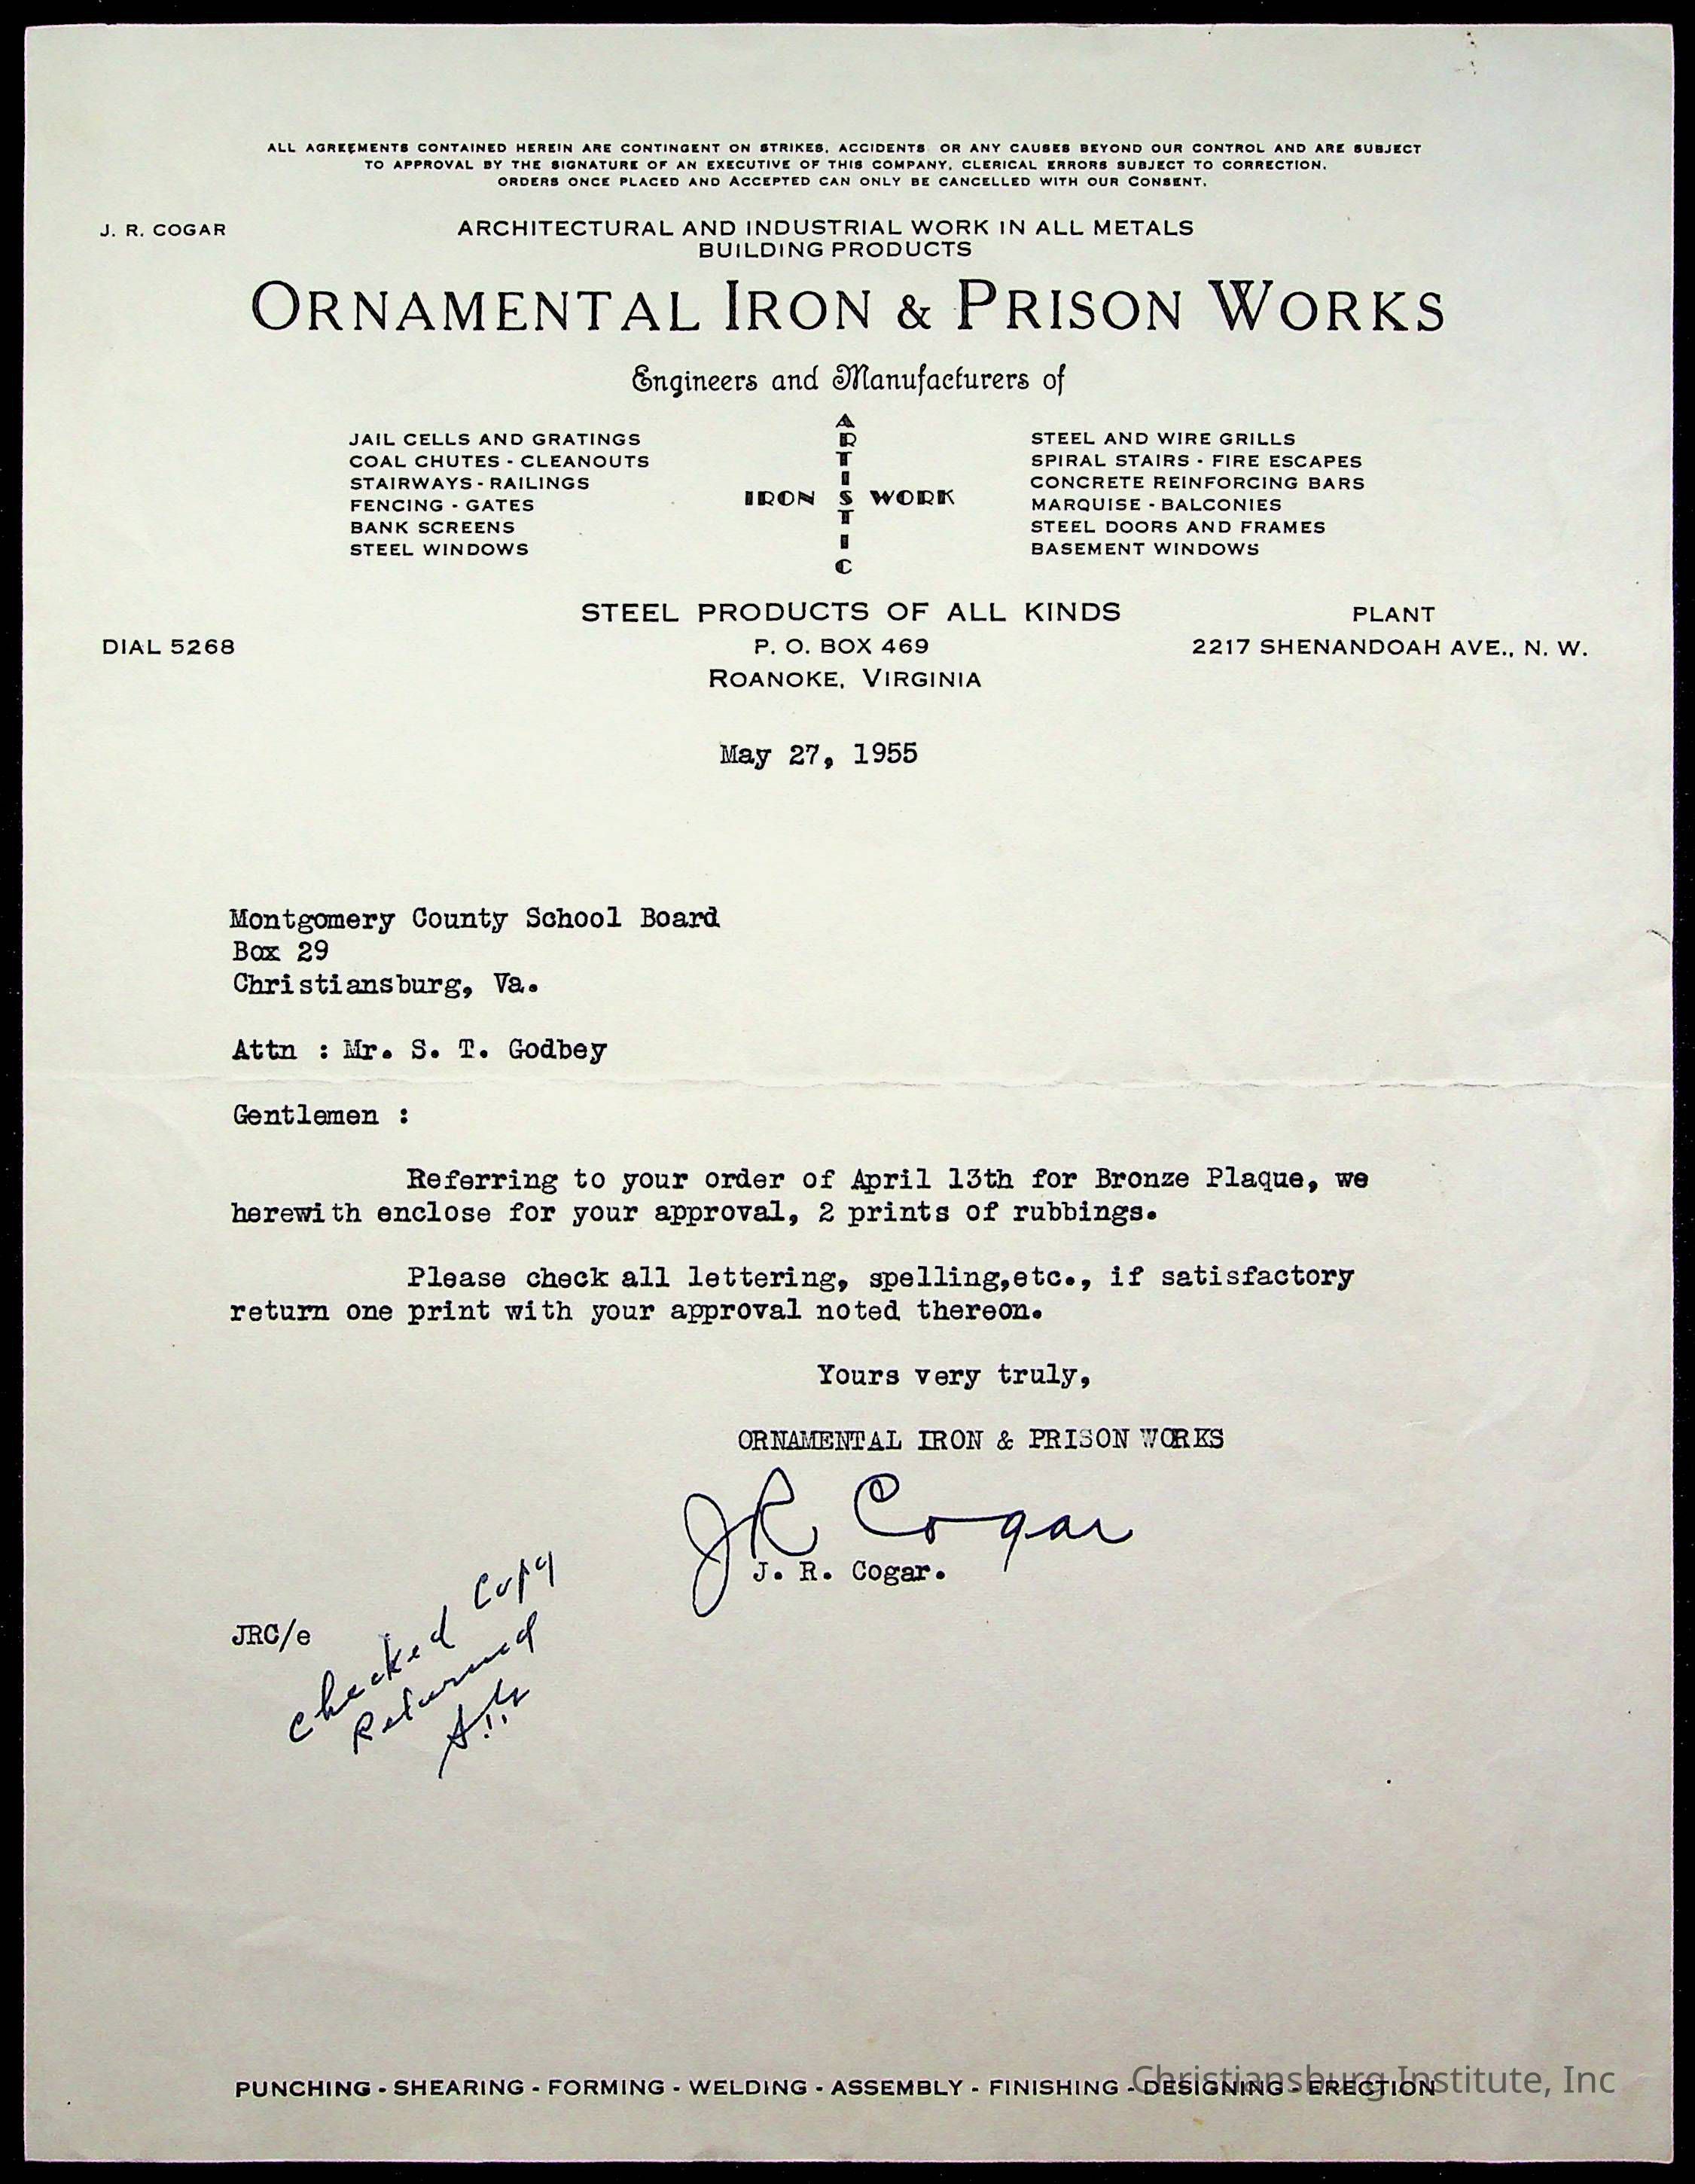 ALL AGREEMENTS CONTAINED HEREIN ARE CONTINGENT ON STRIKES, ACCIDENTS OR ANY CAUSES BEYOND OUR CONTROL AND ARE SUBJECT
TO APPROVAL BY THE SIGNATURE OF AN EXECUTIVE OF THIS COMPANY. CLERICAL ERRORS SUBJECT TO CORRECTION.
ORDERS ONCE PLACED AND ACCEPTED CAN ONLY BE CANCELLED WITH OUR CONSENT.
J. R. COGAR
ARCHITECTURAL AND INDUSTRIAL WORK IN ALL METALS
BUILDING PRODUCTS
ORNAMENTAL IRON & PRISON WORKS
Engineers and Manufacturers of
JAIL CELLS AND GRATINGS
COAL CHUTES - CLEANOUTS
STAIRWAYS - RAILINGS
FENCING - GATES
BANK SCREENS
STEEL WINDOWS
ARTISTIC
IRON WORK
STEEL AND WIRE GRILLS
SPIRAL STAIRS - FIRE ESCAPES
CONCRETE REINFORCING BARS
MARQUISE - BALCONIES
STEEL DOORS AND FRAMES
BASEMENT WINDOWS
STEEL PRODUCTS OF ALL KINDS
PLANT
DIAL 5268
P. O. BOX 469
2217 SHENANDOAH AVE., N. W.
ROANOKE, VIRGINIA
May 27, 1955
Montgomery County School Board
Box 29
Christiansburg, Va.
Attn : Mr. S. T. Godbey
Gentlemen :
Referring to your order of April 13th for Bronze Plaque, we
herewith enclose for your approval, 2 prints of rubbings.
Please check all lettering, spelling,etc., if satisfactory
return one print with your approval noted thereon.
Yours very truly,
ORNAMENTAL IRON & PRISON WORKS
JR Cogar
J. R. Cogar.
JRC/e
Checked Copy
Returned
PUNCHING - SHEARING - FORMING - WELDING - ASSEMBLY - FINISHING - DESIGNING - ERECTION
Christiansburg Institute, Inc